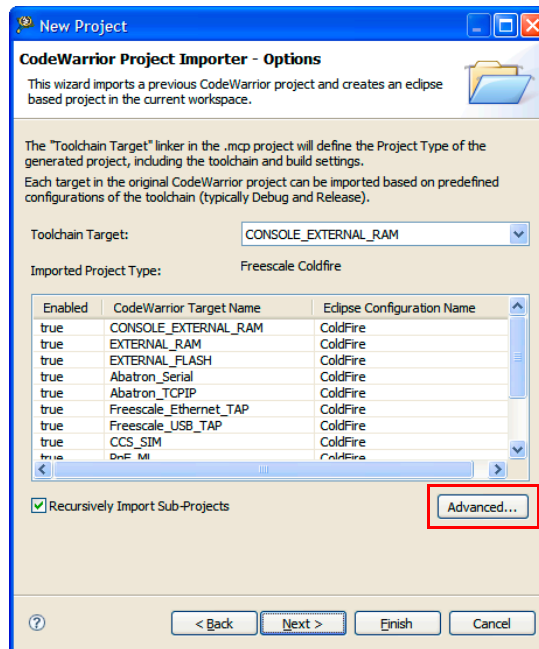 New Project
CodeWarrior Project Importer - Options
This wizard imports a previous CodeWarrior project and creates an eclipse
based project in the current workspace.
The "Toolchain Target" linker in the .mcp project will define the Project Type of the
generated project, including the toolchain and build settings.
Each target in the original CodeWarrior project can be imported based on predefined
configurations of the toolchain (typically Debug and Release).
Toolchain Target: CONSOLE_EXTERNAL_RAM
Imported Project Type: Freescale Coldfire
Enabled CodeWarrior Target Name Eclipse Configuration Name
true CONSOLE_EXTERNAL_RAM ColdFire
true EXTERNAL_RAM ColdFire
true EXTERNAL_FLASH ColdFire
true Abatron_Serial ColdFire
true Abatron_TCPIP ColdFire
true Freescale_Ethernet_TAP ColdFire
true Freescale_USB_TAP ColdFire
true CCS_SIM ColdFire
true PnE_ML ColdFire
Recursively Import Sub-Projects Advanced...
? < Back Next > Finish Cancel